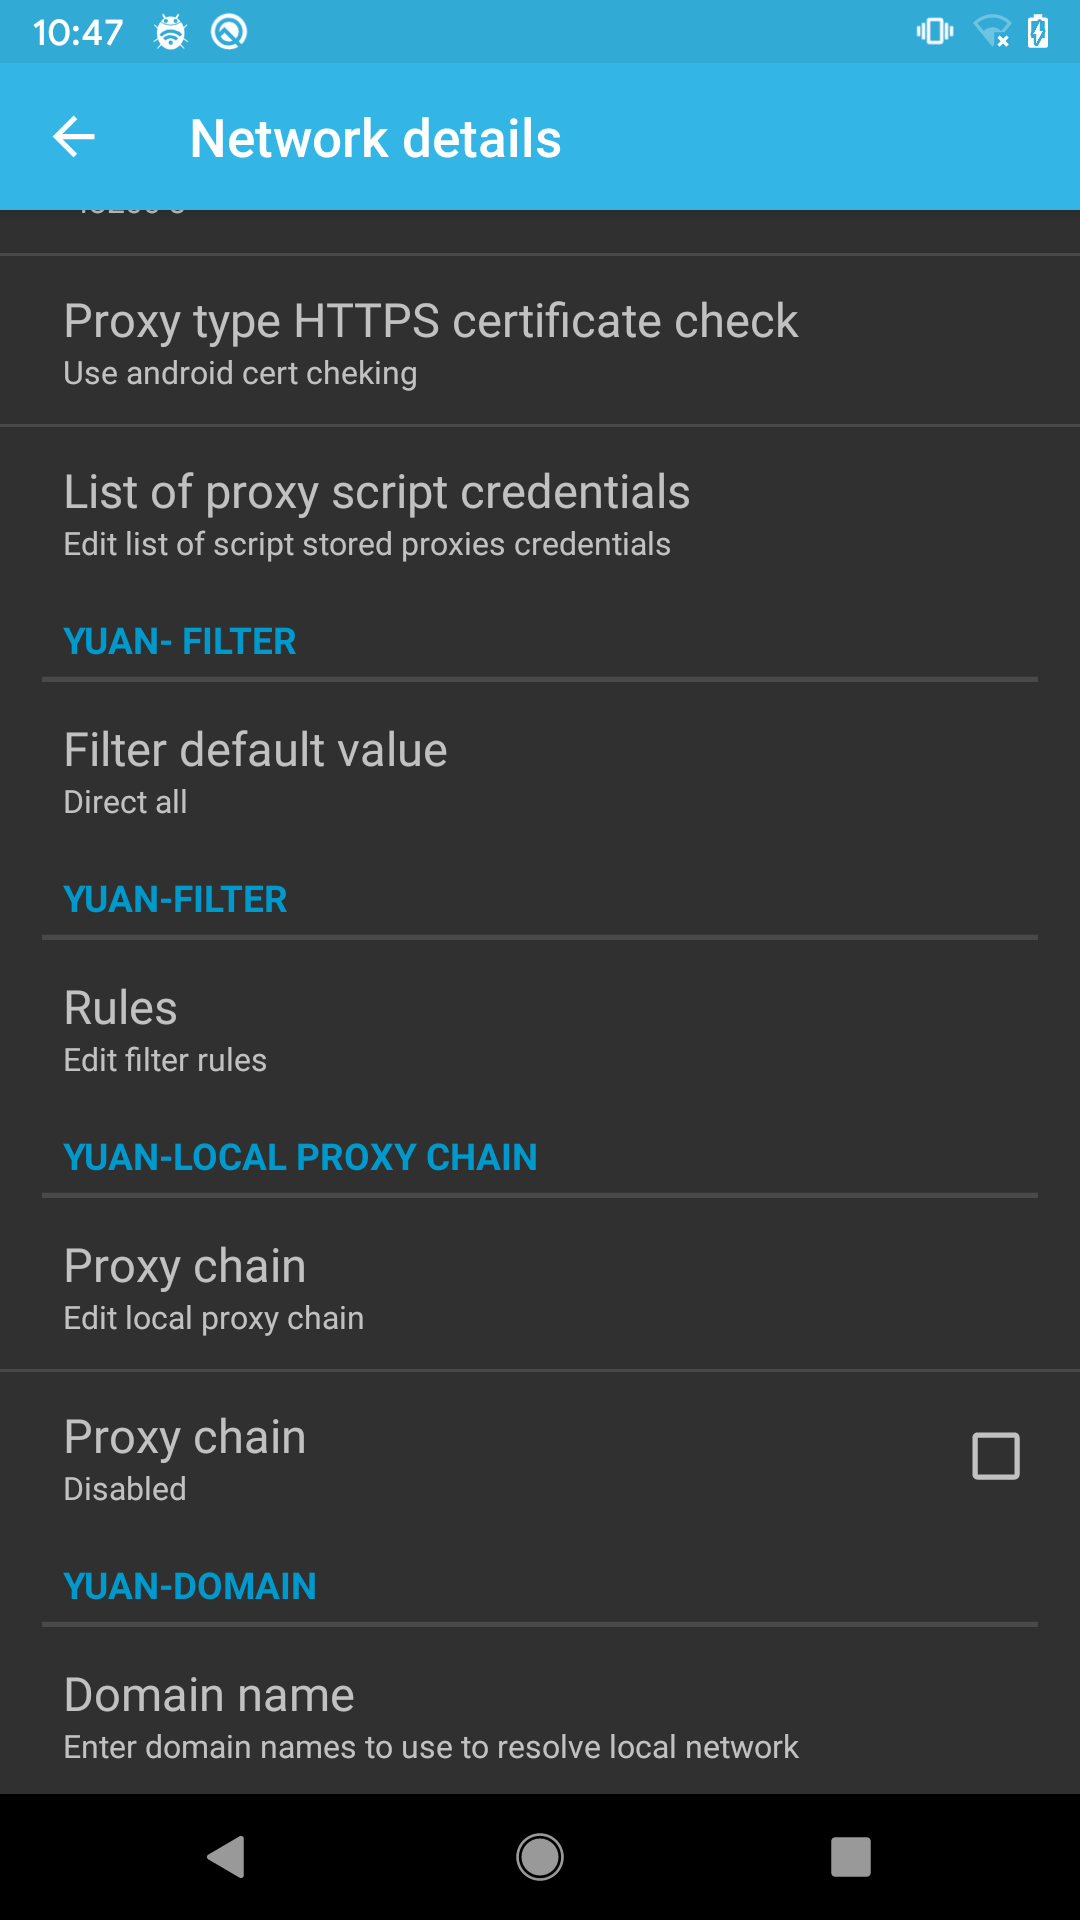 10:47
Network details
Proxy type HTTPS certificate check
Use android cert cheking
List of proxy script credentials
Edit list of script stored proxies credentials
YUAN- FILTER
Filter default value
Direct all
YUAN-FILTER
Rules
Edit filter rules
YUAN-LOCAL PROXY CHAIN
Proxy chain
Edit local proxy chain
Proxy chain
Disabled
YUAN-DOMAIN
Domain name
Enter domain names to use to resolve local network